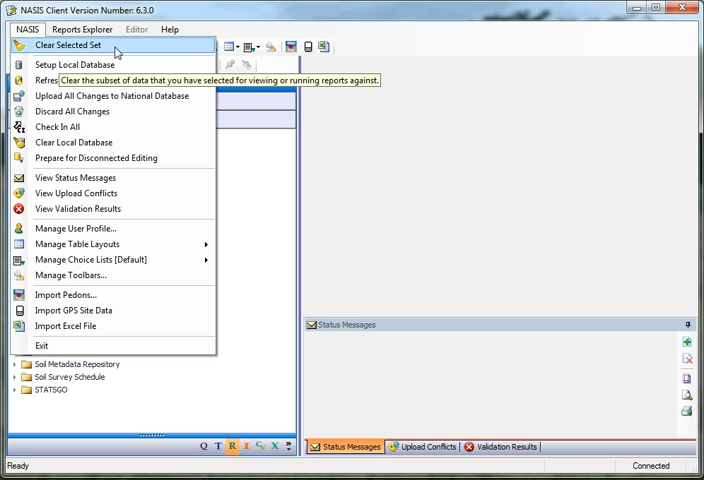 NASIS Client Version Number: 6.3.0
NASIS Reports Explorer Editor Help
Clear Selected Set
Setup Local Database
Refres
Clear the subset of data that you have selected for viewing or running reports against.
Upload All Changes to National Database
Discard All Changes
Check In All
Clear Local Database
Prepare for Disconnected Editing
View Status Messages
View Upload Conflicts
View Validation Results
Manage User Profile...
Manage Table Layouts
Manage Choice Lists [Default]
Manage Toolbars...
Import Pedons...
Import GPS Site Data
Import Excel File
Exit
Soil Metadata Repository
Soil Survey Schedule
STATSGO
Q T R I C X
Status Messages
Status Messages Upload Conflicts Validation Results
Ready Connected